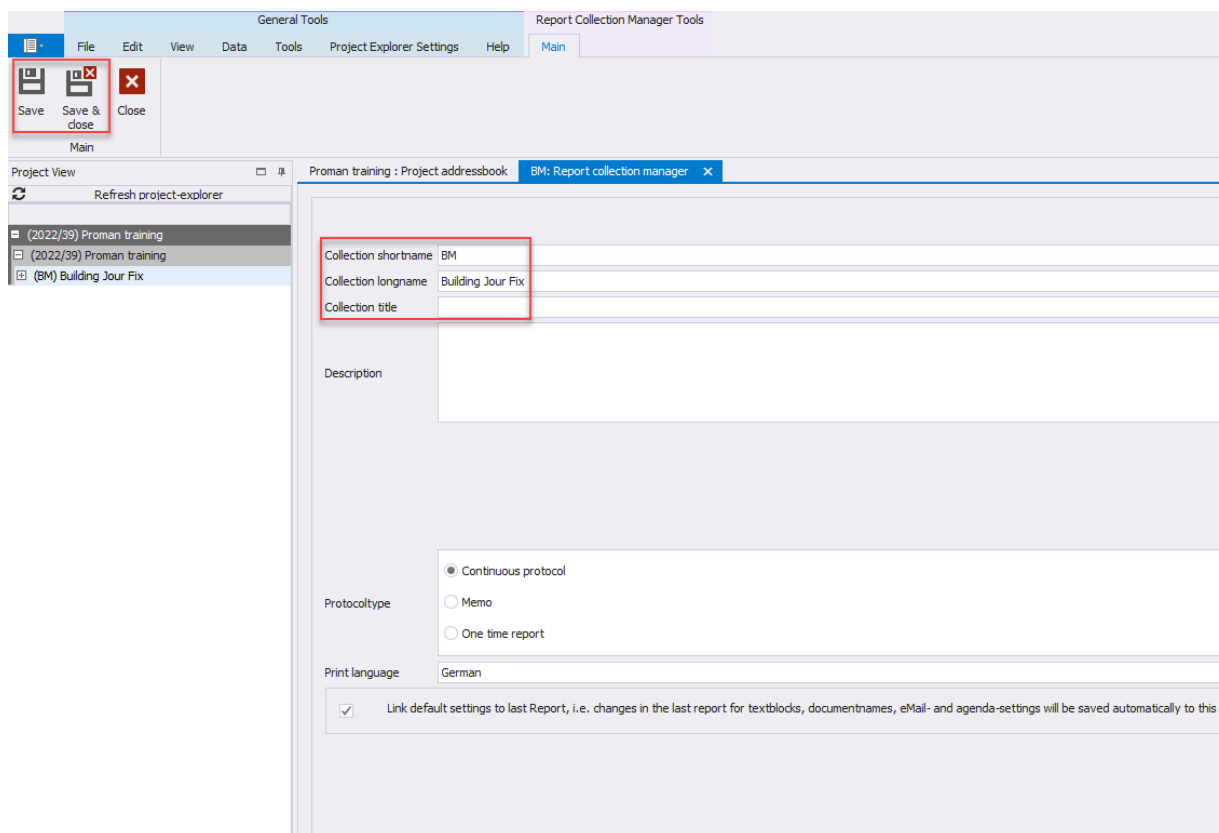 General Tools
Report Collection Manager Tools
File Edit View Data Tools Project Explorer Settings Help Main
Save Save & close Close
Main
Project View
Refresh project-explorer
(2022/39) Proman training
(2022/39) Proman training
(BM) Building Jour Fix
Proman training : Project addressbook BM: Report collection manager
Collection shortname BM
Collection longname Building Jour Fix
Collection title
Description
Continuous protocol
Protocoltype
Memo
One time report
Print language German
Link default settings to last Report, i.e. changes in the last report for textblocks, documentnames, eMail- and agenda-settings will be saved automatically to this